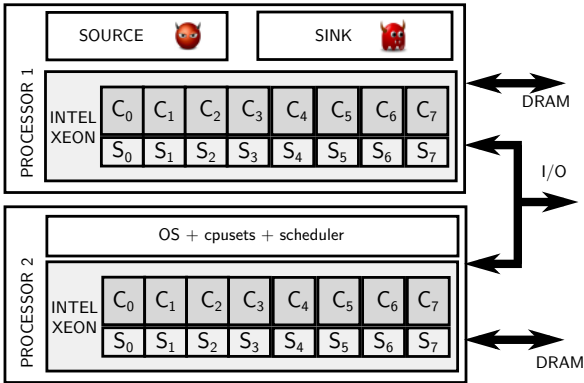 SOURCE SINK
PROCESSOR 1
INTEL XEON
C₀ C₁ C₂ C₃ C₄ C₅ C₆ C₇
S₀ S₁ S₂ S₃ S₄ S₅ S₆ S₇
DRAM
I/O
PROCESSOR 2
OS + cpusets + scheduler
INTEL XEON
C₀ C₁ C₂ C₃ C₄ C₅ C₆ C₇
S₀ S₁ S₂ S₃ S₄ S₅ S₆ S₇
DRAM